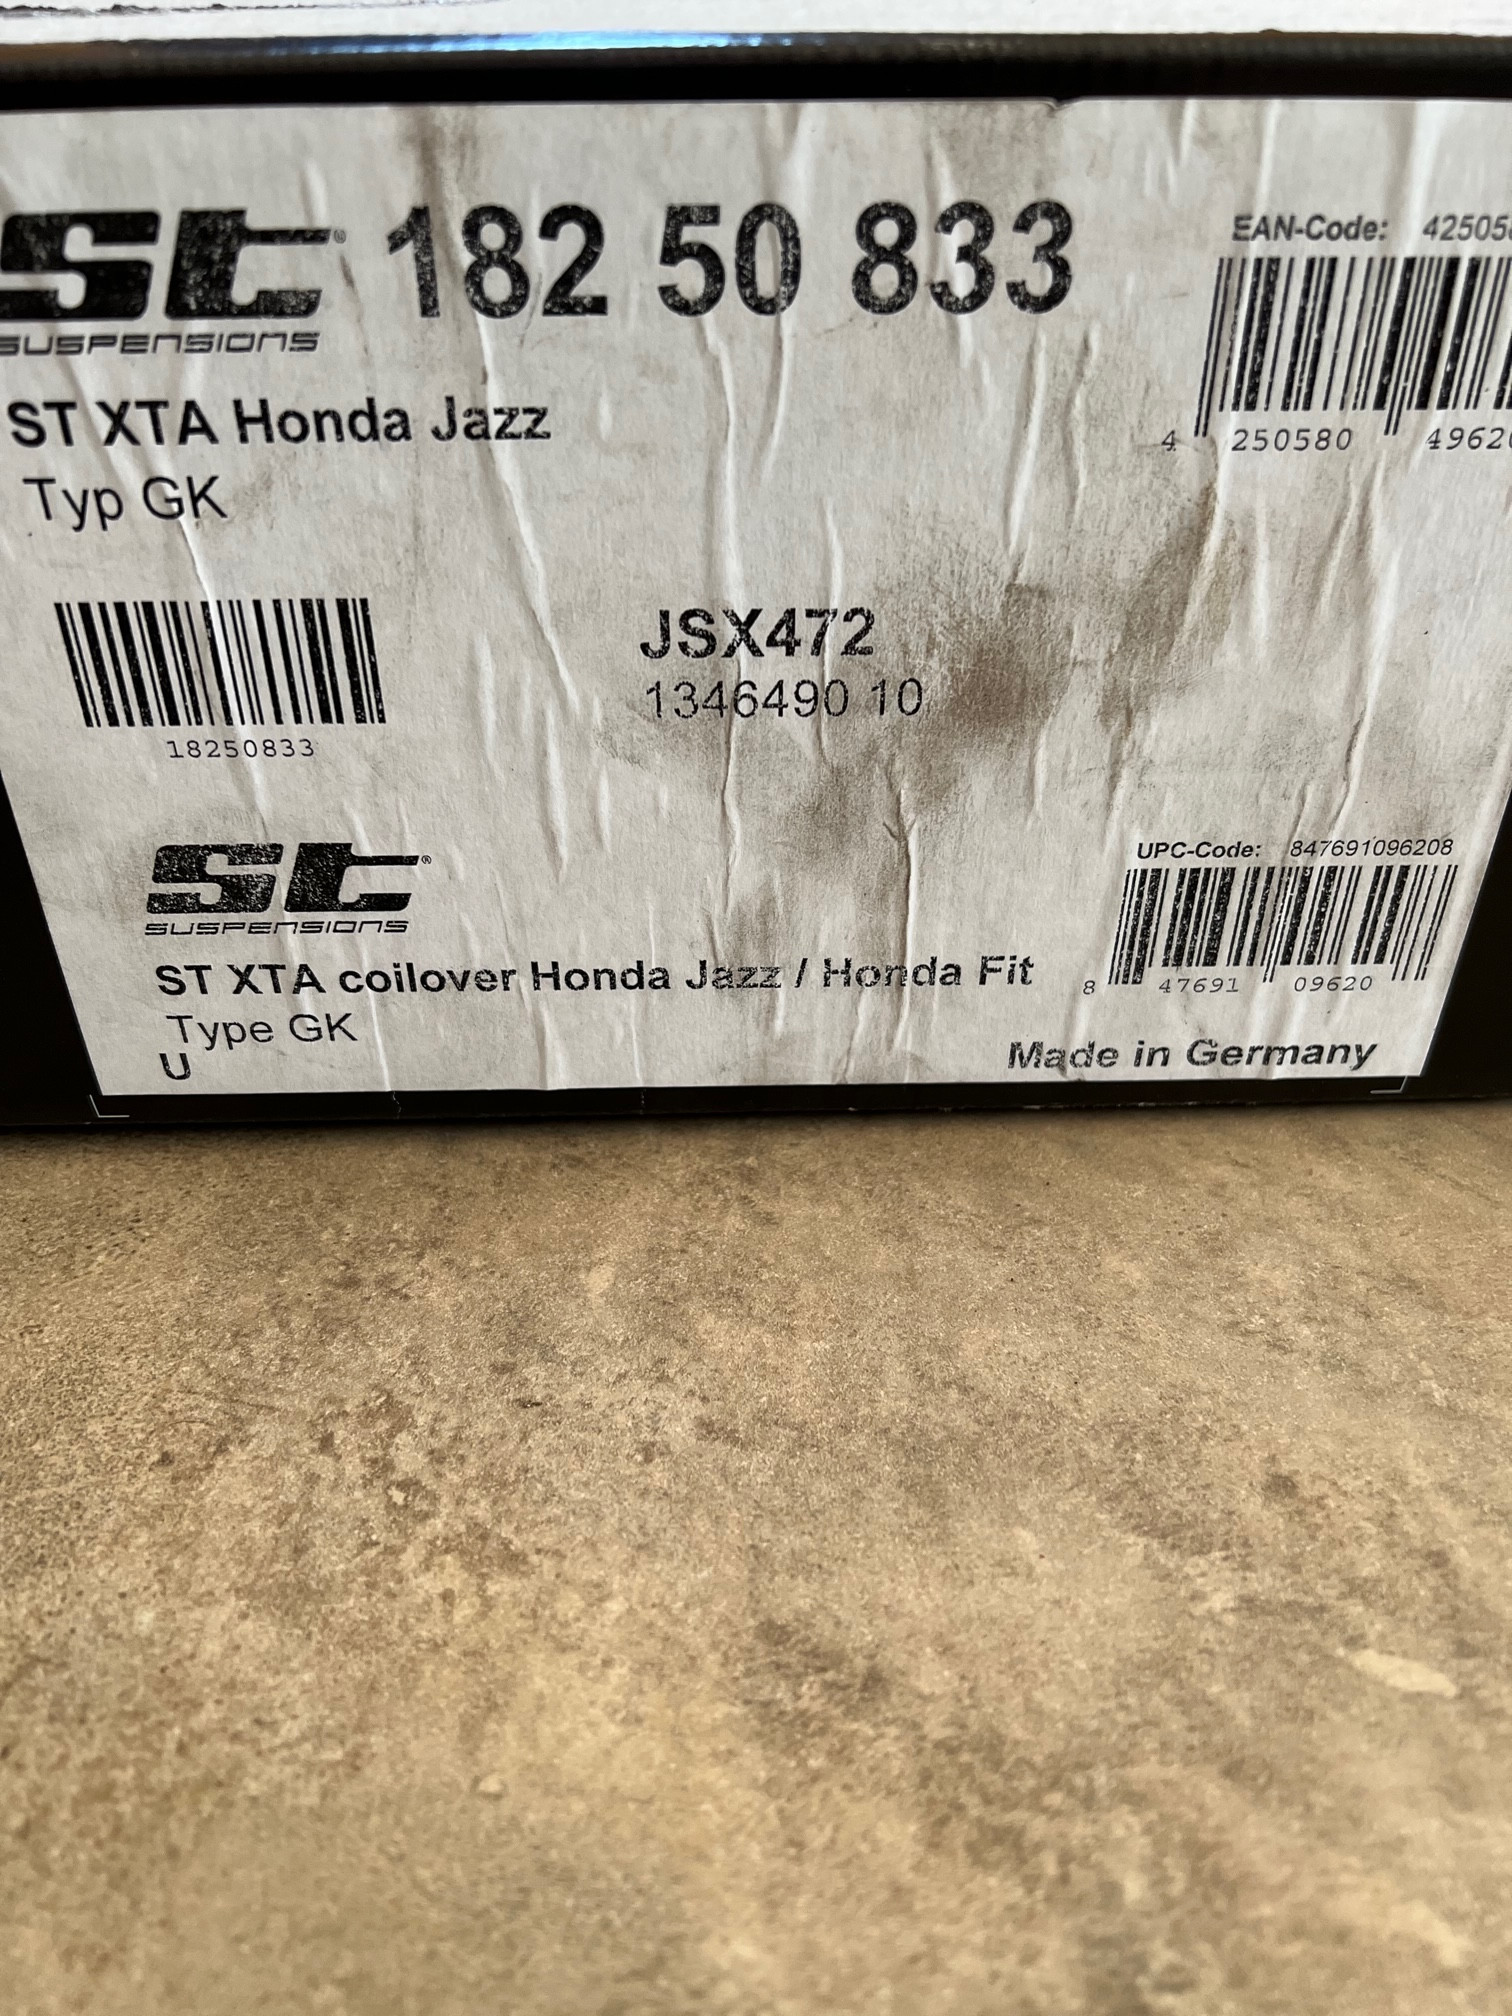 st® 182 50 833
SUSPENSIONS
EAN-Code:
4 250580
ST XTA Honda Jazz
Typ GK
18250833
JSX472
1346490 10
st®
SUSPENSIONS
ST XTA coilover Honda Jazz / Honda Fit
Type GK
U
UPC-Code: 847691096208
8 47691 09620
Made in Germany